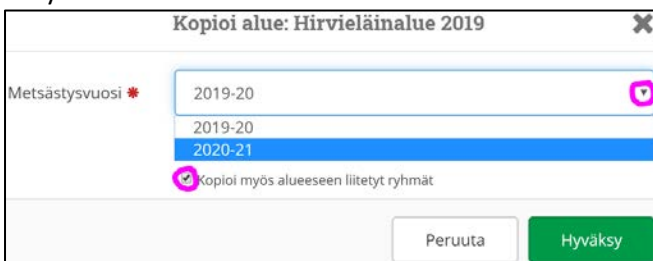 Kopioi alue: Hirvieläinalue 2019
Metsästysvuosi * 2019-20
2019-20
2020-21
Kopioi myös alueeseen liitetyt ryhmät
Peruuta Hyväksy